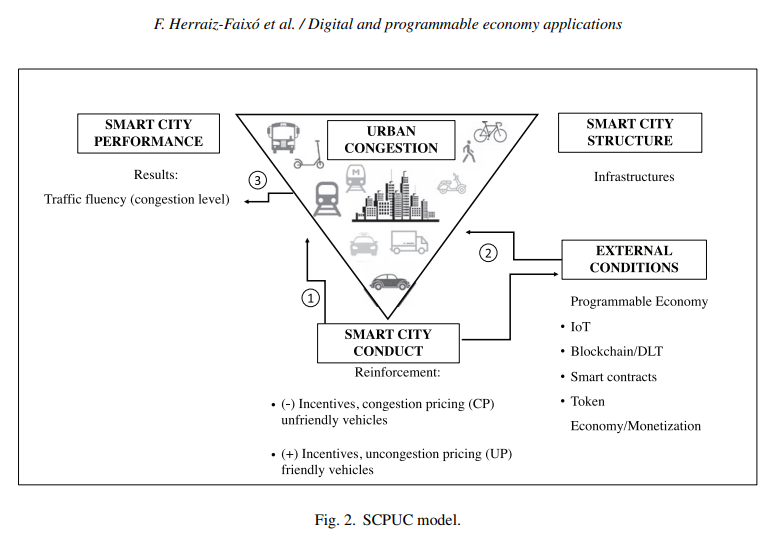 F. Herraiz-Faixó et al. / Digital and programmable economy applications
SMART CITY
PERFORMANCE
Results:
Traffic fluency (congestion level)
URBAN
CONGESTION
M
SMART CITY
STRUCTURE
Infrastructures
3
2
1
EXTERNAL
CONDITIONS
Programmable Economy
• IoT
• Blockchain/DLT
• Smart contracts
• Token
Economy/Monetization
SMART CITY
CONDUCT
Reinforcement:
• (-) Incentives, congestion pricing (CP)
unfriendly vehicles
• (+) Incentives, uncongestion pricing (UP)
friendly vehicles
Fig. 2. SCPUC model.